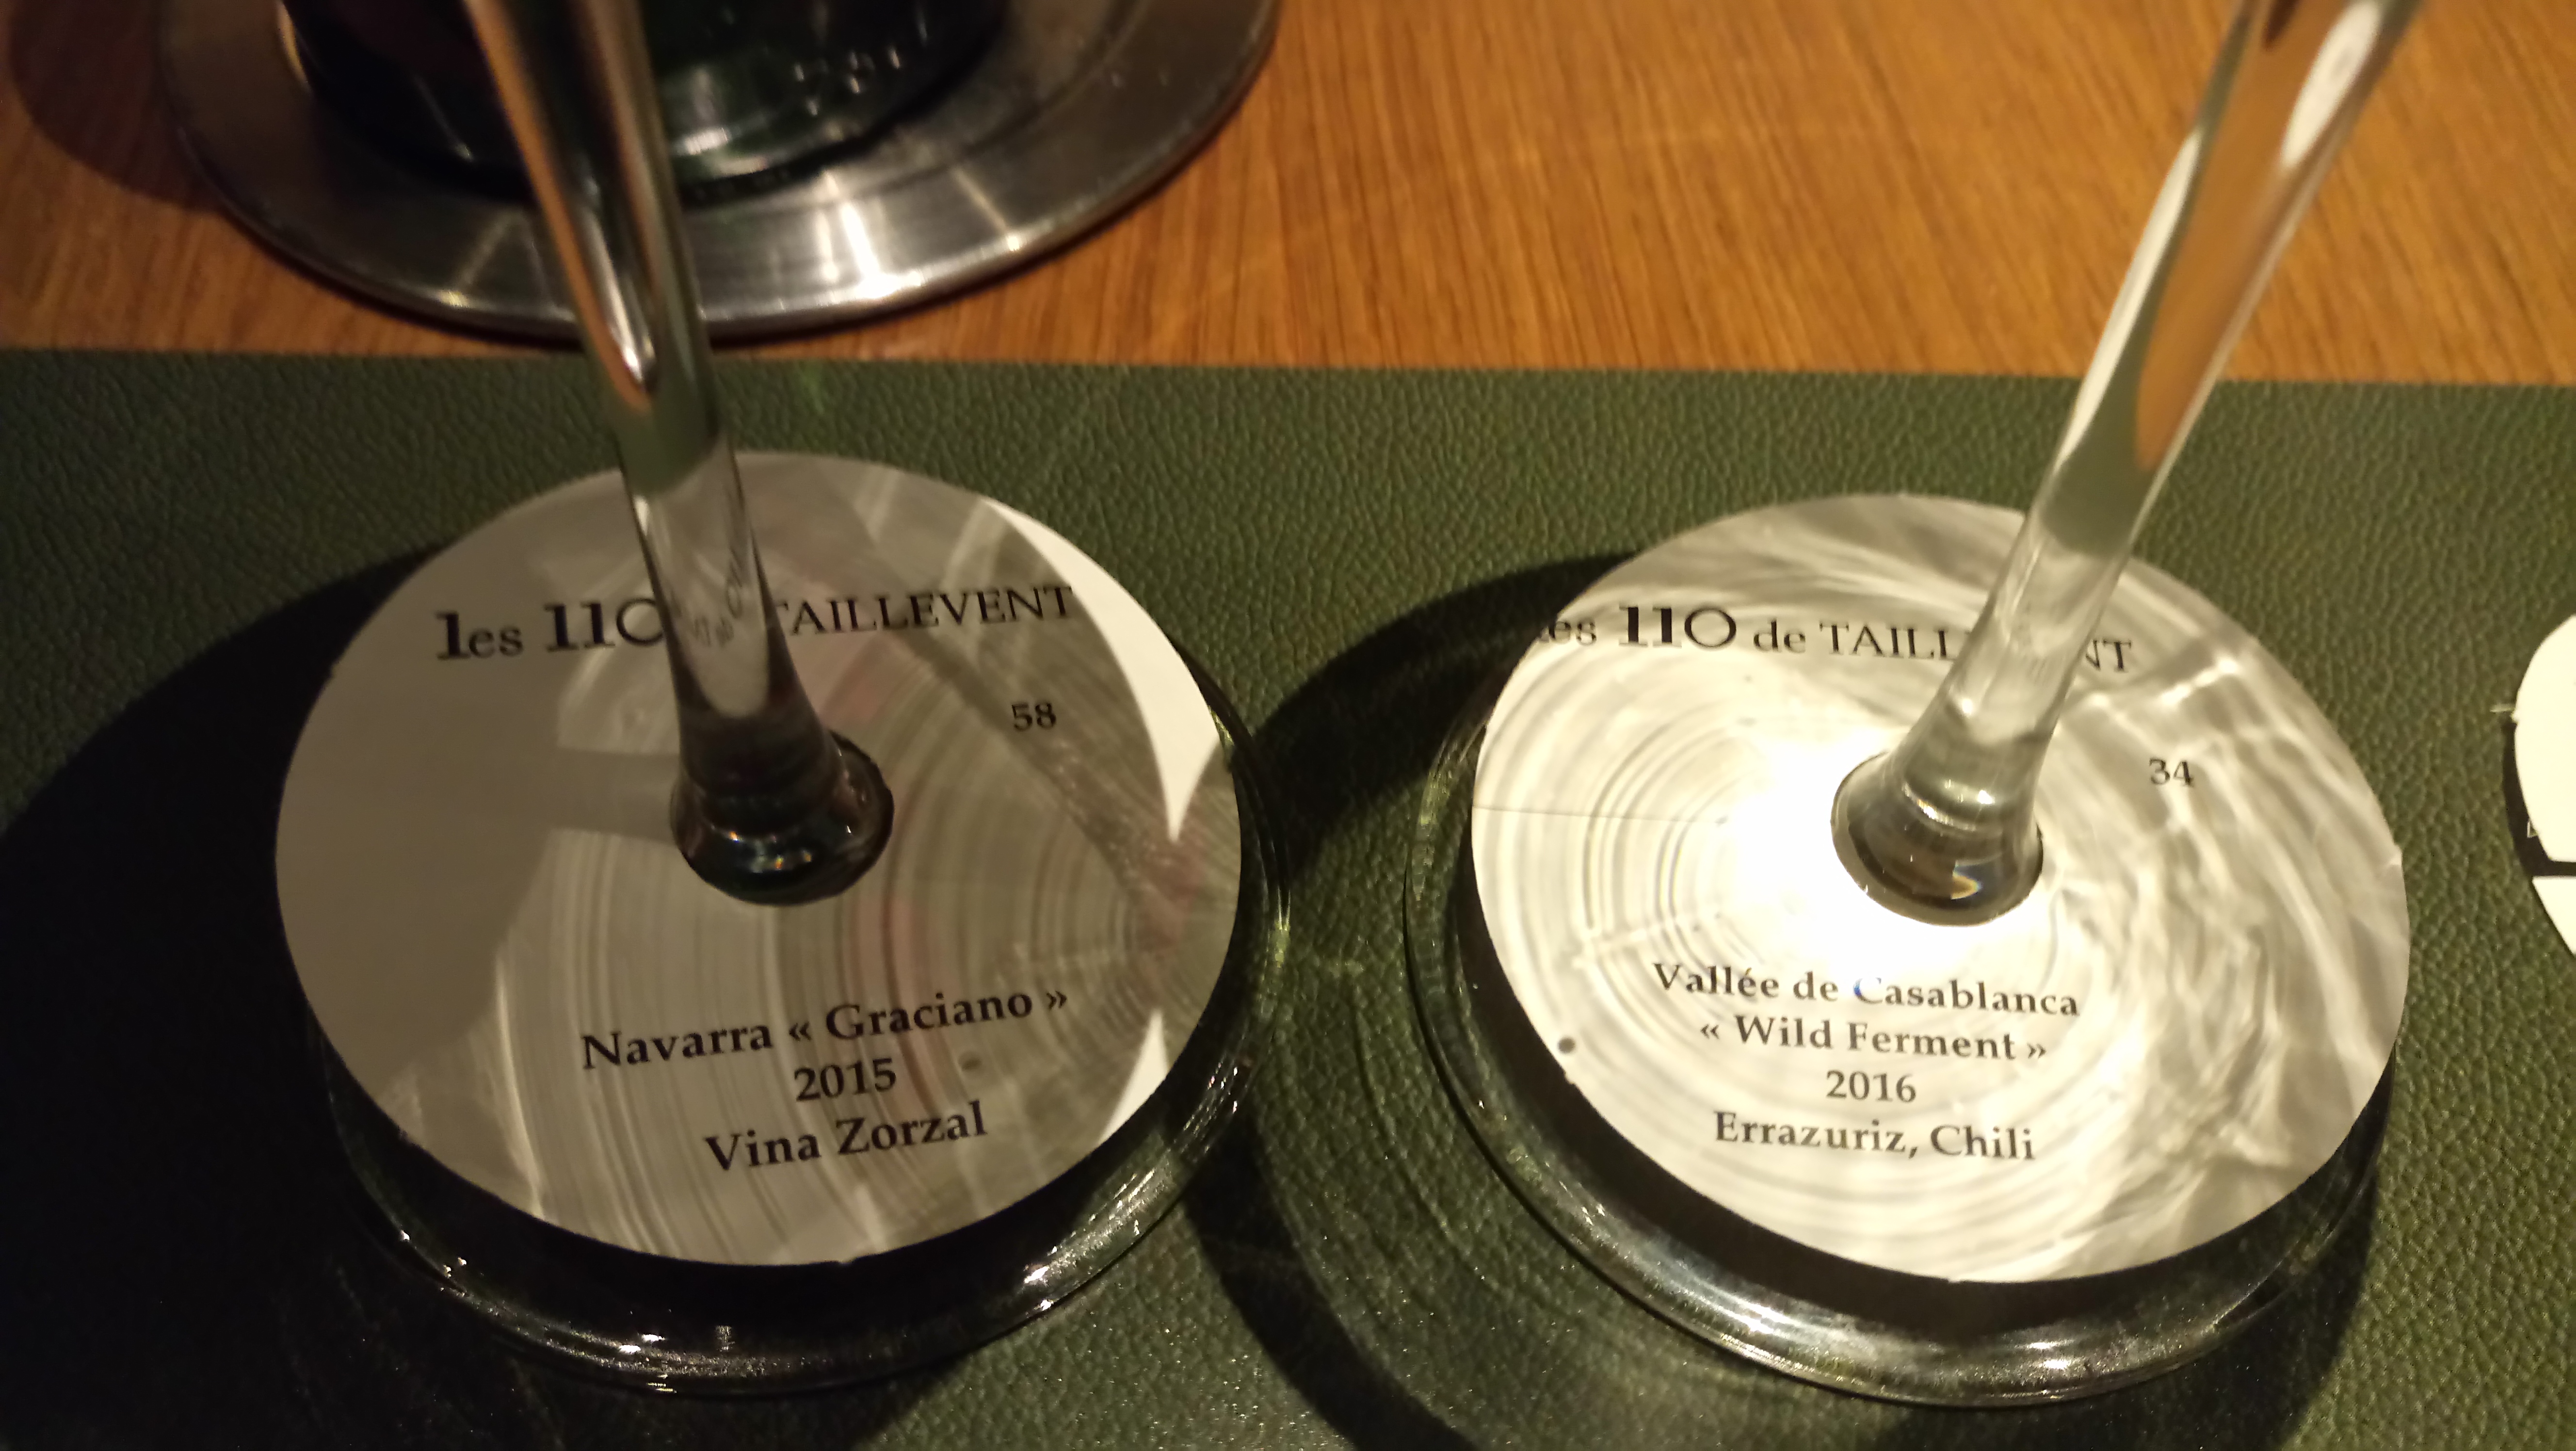 les 110 TAILLEVENT
58
Navarra « Graciano »
2015
Vina Zorzal
les 110 de
34
Vallée de Casablanca
« Wild Ferment »
2016
Errazuriz, Chili